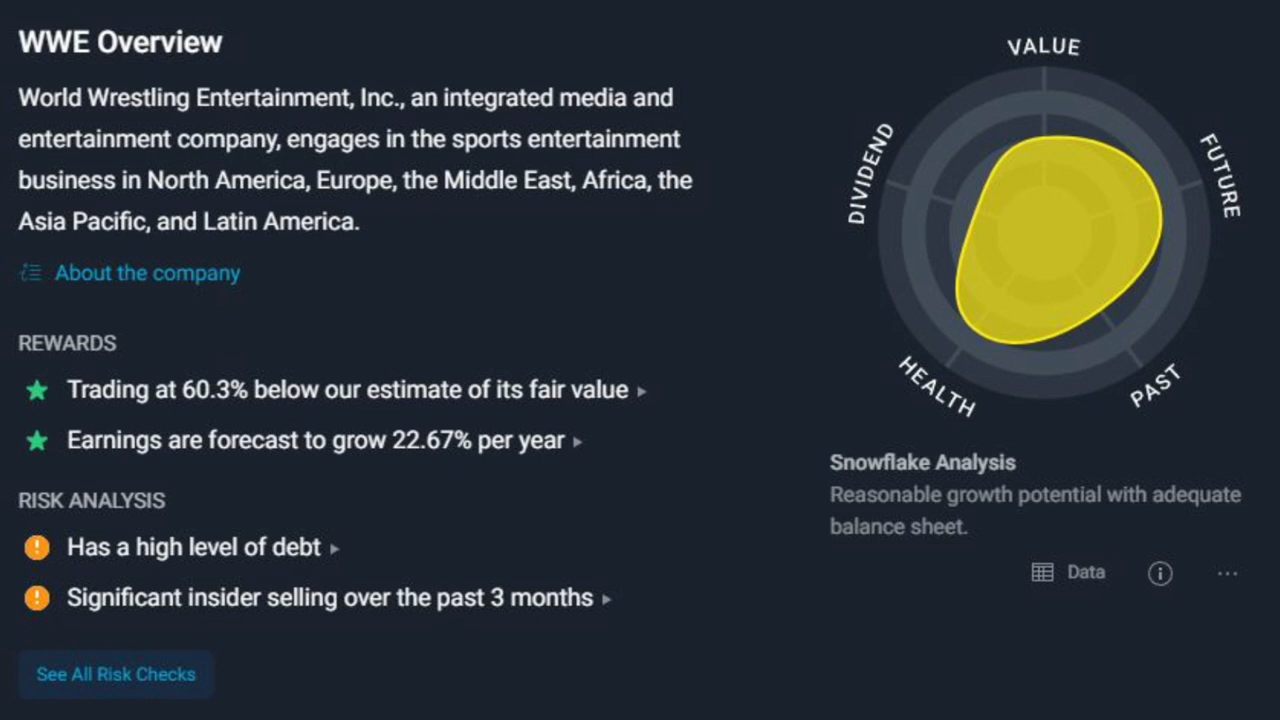 WWE Overview
World Wrestling Entertainment, Inc., an integrated media and
entertainment company, engages in the sports entertainment
business in North America, Europe, the Middle East, Africa, the
Asia Pacific, and Latin America.
About the company
REWARDS
Trading at 60.3% below our estimate of its fair value
Earnings are forecast to grow 22.67% per year
RISK ANALYSIS
Has a high level of debt
Significant insider selling over the past 3 months
See All Risk Checks
VALUE
FUTURE
PAST
HEALTH
DIVIDEND
Snowflake Analysis
Reasonable growth potential with adequate
balance sheet.
Data